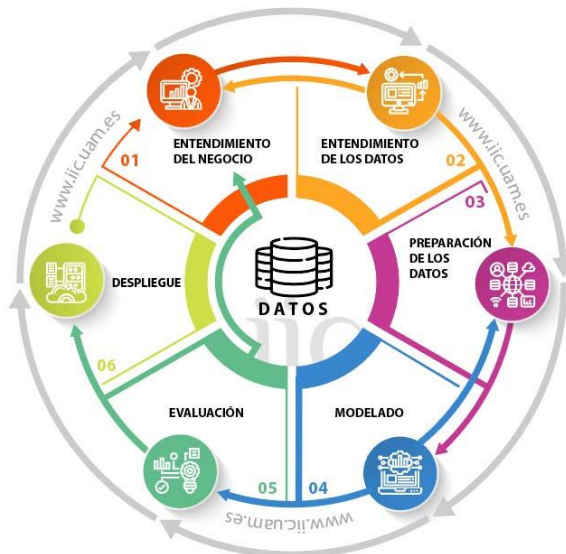 www.iic.uam.es
www.iic.uam.es
01
ENTENDIMIENTO
DEL NEGOCIO
ENTENDIMIENTO
DE LOS DATOS
02
03
PREPARACIÓN
DE LOS
DATOS
DATOS
iic
DESPLIEGUE
06
EVALUACIÓN
MODELADO
05
04
www.iic.uam.es